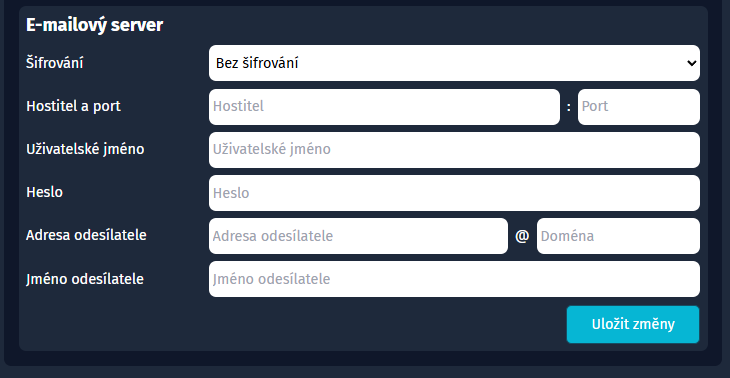 E-mailový server
Šifrování Bez šifrování
Hostitel a port Hostitel : Port
Uživatelské jméno Uživatelské jméno
Heslo Heslo
Adresa odesílatele Adresa odesílatele @ Doména
Jméno odesílatele Jméno odesílatele
Uložit změny